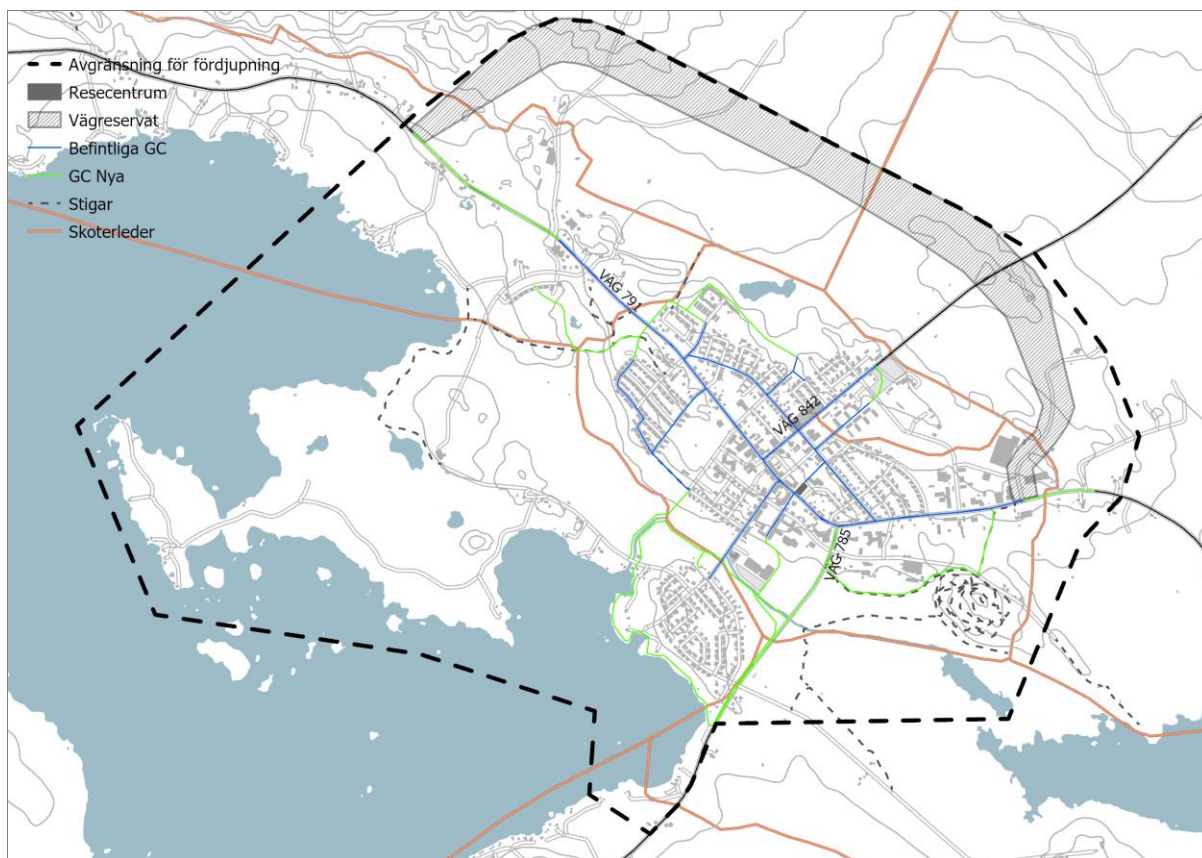 Avgränsning för fördjupning
Resecentrum
Vägreservat
Befintliga GC
GC Nya
Stigar
Skoterleder
VÄG 791
VÄG 842
VÄG 785